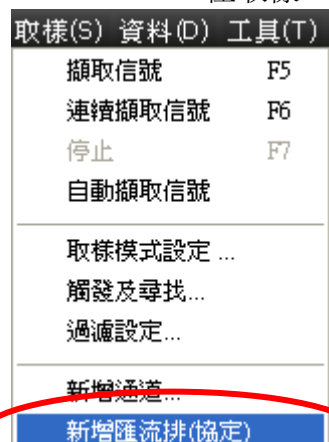 取樣(S) 資料(D) 工具(T)
擷取信號 F5
連續擷取信號 F6
停止 F7
自動擷取信號
取樣模式設定 ...
觸發及尋找...
過濾設定...
新增通道...
新增匯流排(協定)